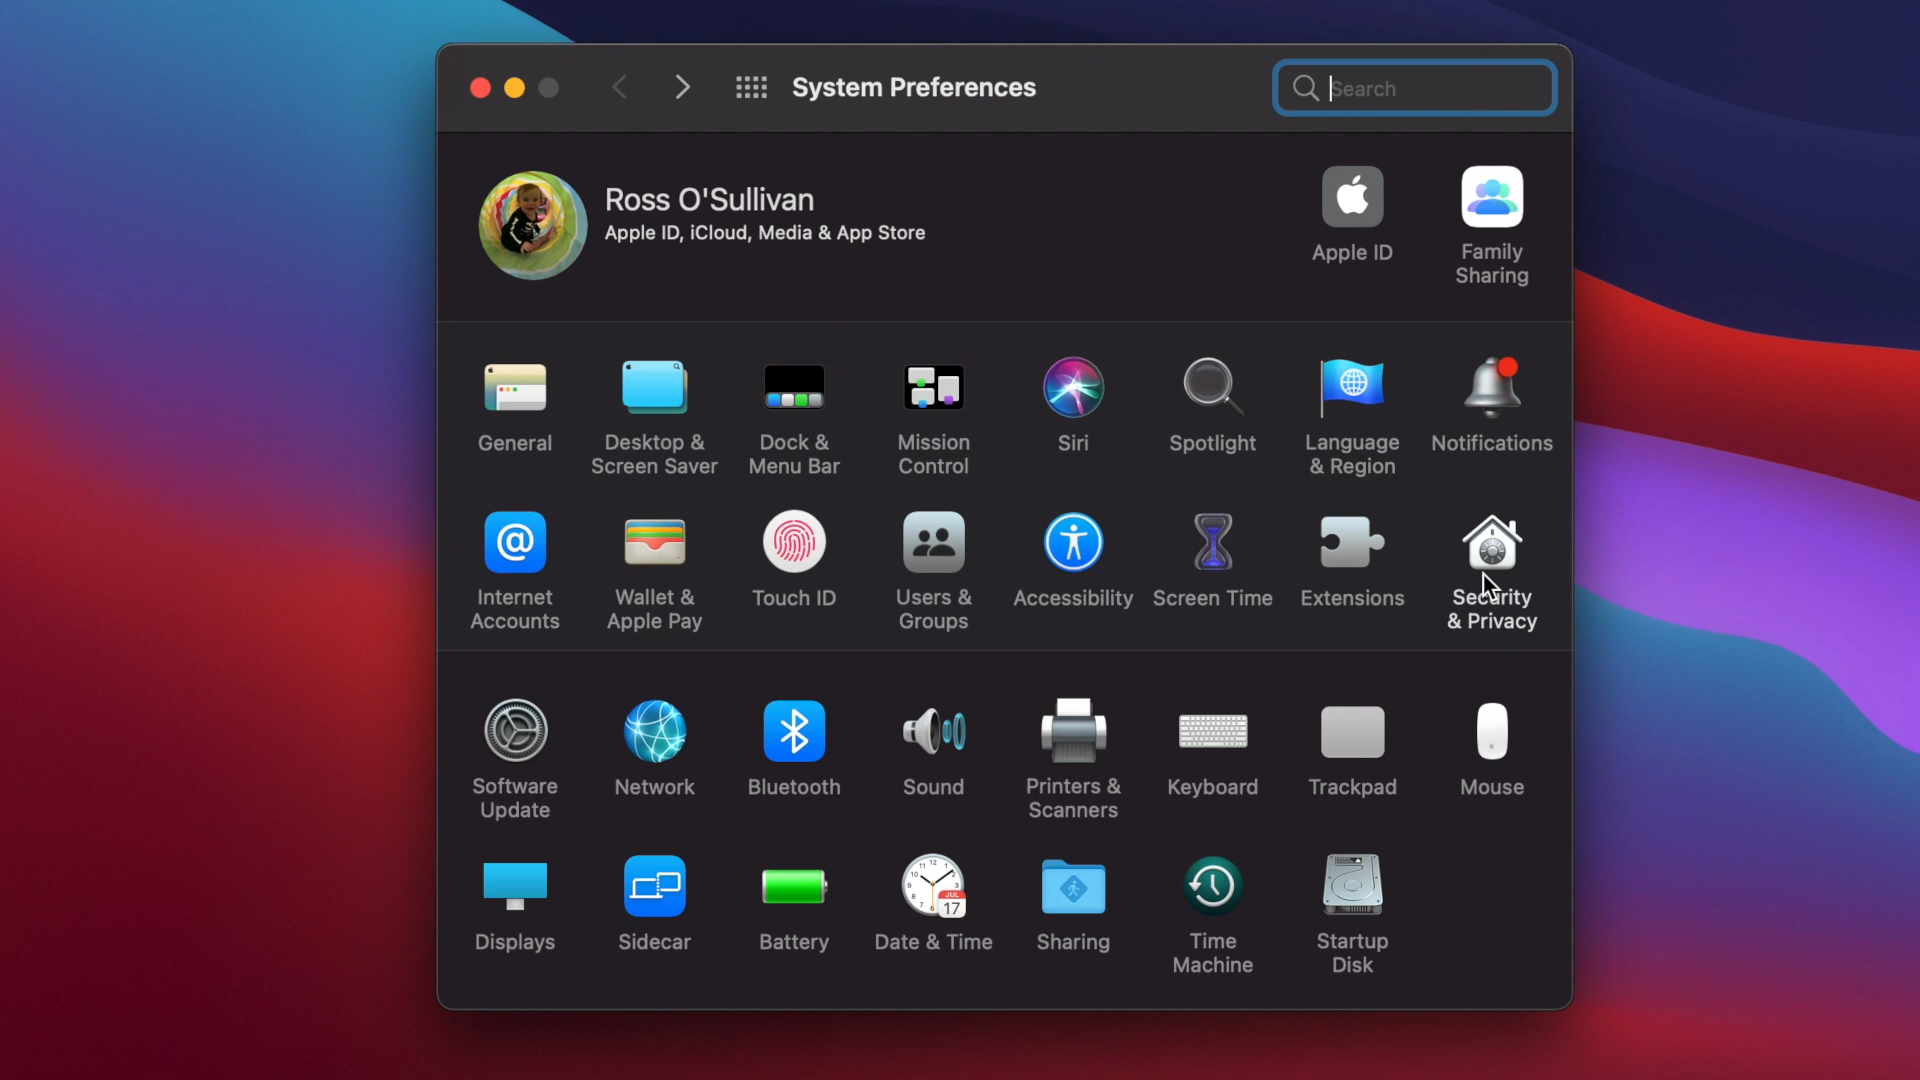 System Preferences
Search
Ross O'Sullivan
Apple ID, iCloud, Media & App Store
Apple ID
Family
Sharing
General
Desktop &
Screen Saver
Dock &
Menu Bar
Mission
Control
Siri
Spotlight
Language
& Region
Notifications
Internet
Accounts
Wallet &
Apple Pay
Touch ID
Users &
Groups
Accessibility
Screen Time
Extensions
Security
& Privacy
Software
Update
Network
Bluetooth
Sound
Printers &
Scanners
Keyboard
Trackpad
Mouse
JUL
17
Displays
Sidecar
Battery
Date & Time
Sharing
Time
Machine
Startup
Disk